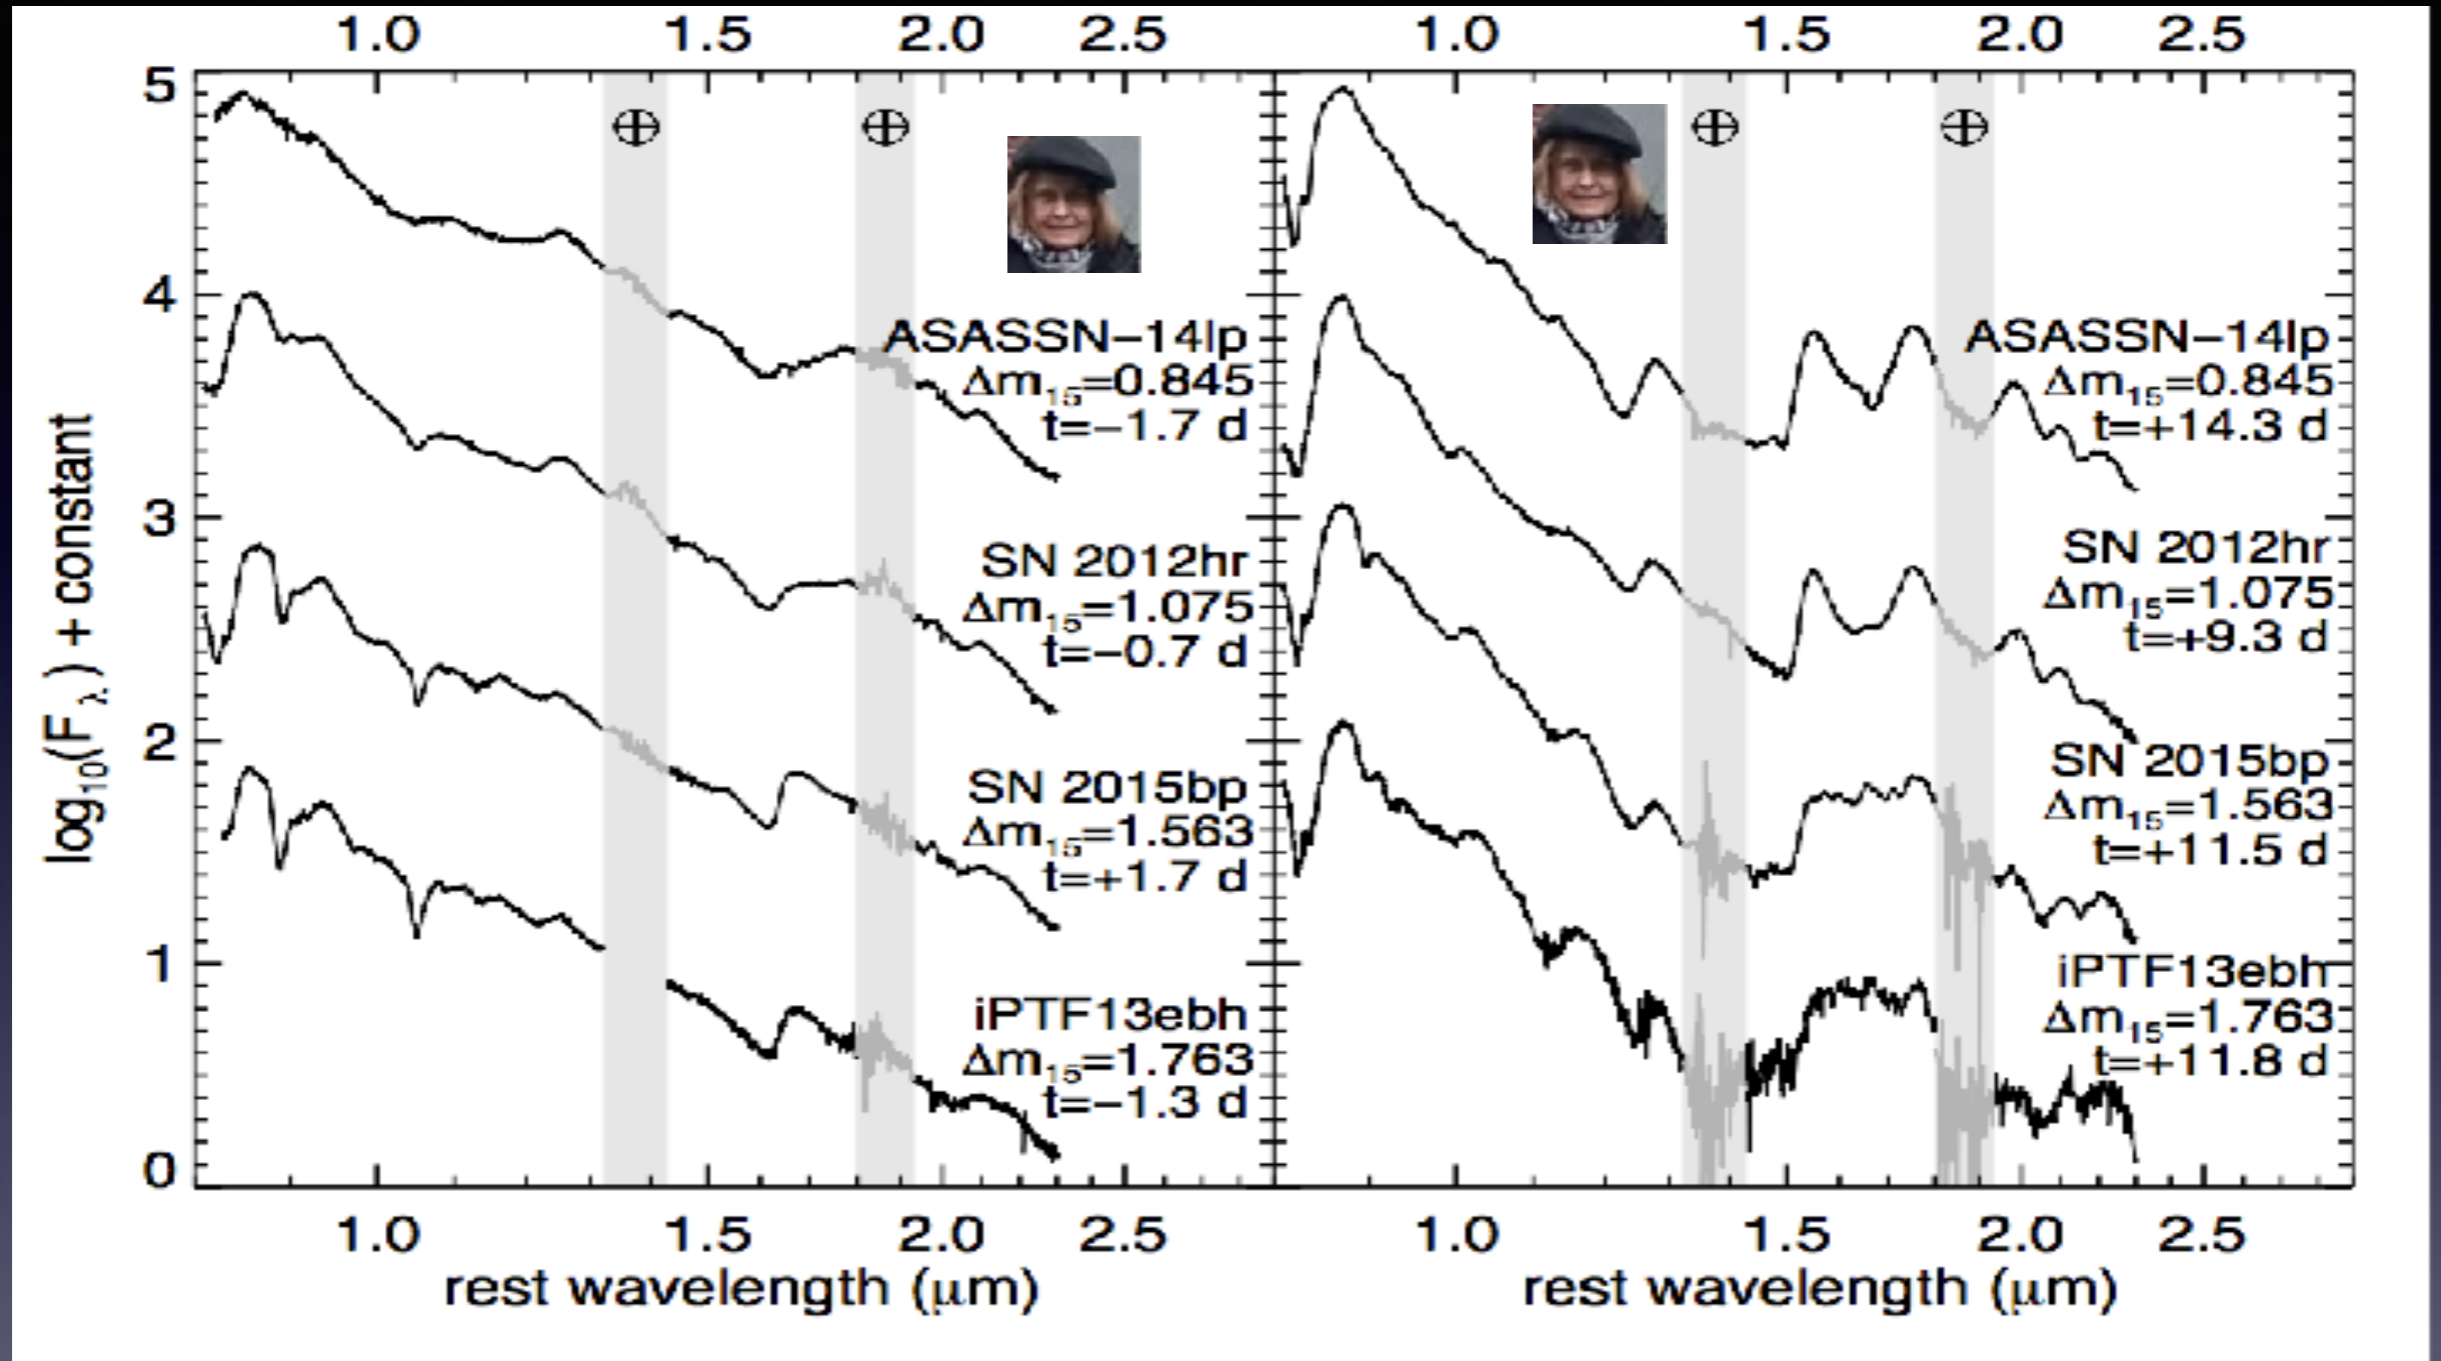 1.0 1.5 2.0 2.5 1.0 1.5 2.0 2.5
5
4
3
2
1
0
log₁₀(F λ) + constant
ASASSN−14lp
Δm₁₅=0.845
t=−1.7 d
SN 2012hr
Δm₁₅=1.075
t=−0.7 d
SN 2015bp
Δm₁₅=1.563
t=+1.7 d
iPTF13ebh
Δm₁₅=1.763
t=−1.3 d
ASASSN−14lp
Δm₁₅=0.845
t=+14.3 d
SN 2012hr
Δm₁₅=1.075
t=+9.3 d
SN 2015bp
Δm₁₅=1.563
t=+11.5 d
iPTF13ebh
Δm₁₅=1.763
t=+11.8 d
1.0 1.5 2.0 2.5 1.0 1.5 2.0 2.5
rest wavelength (μm) rest wavelength (μm)